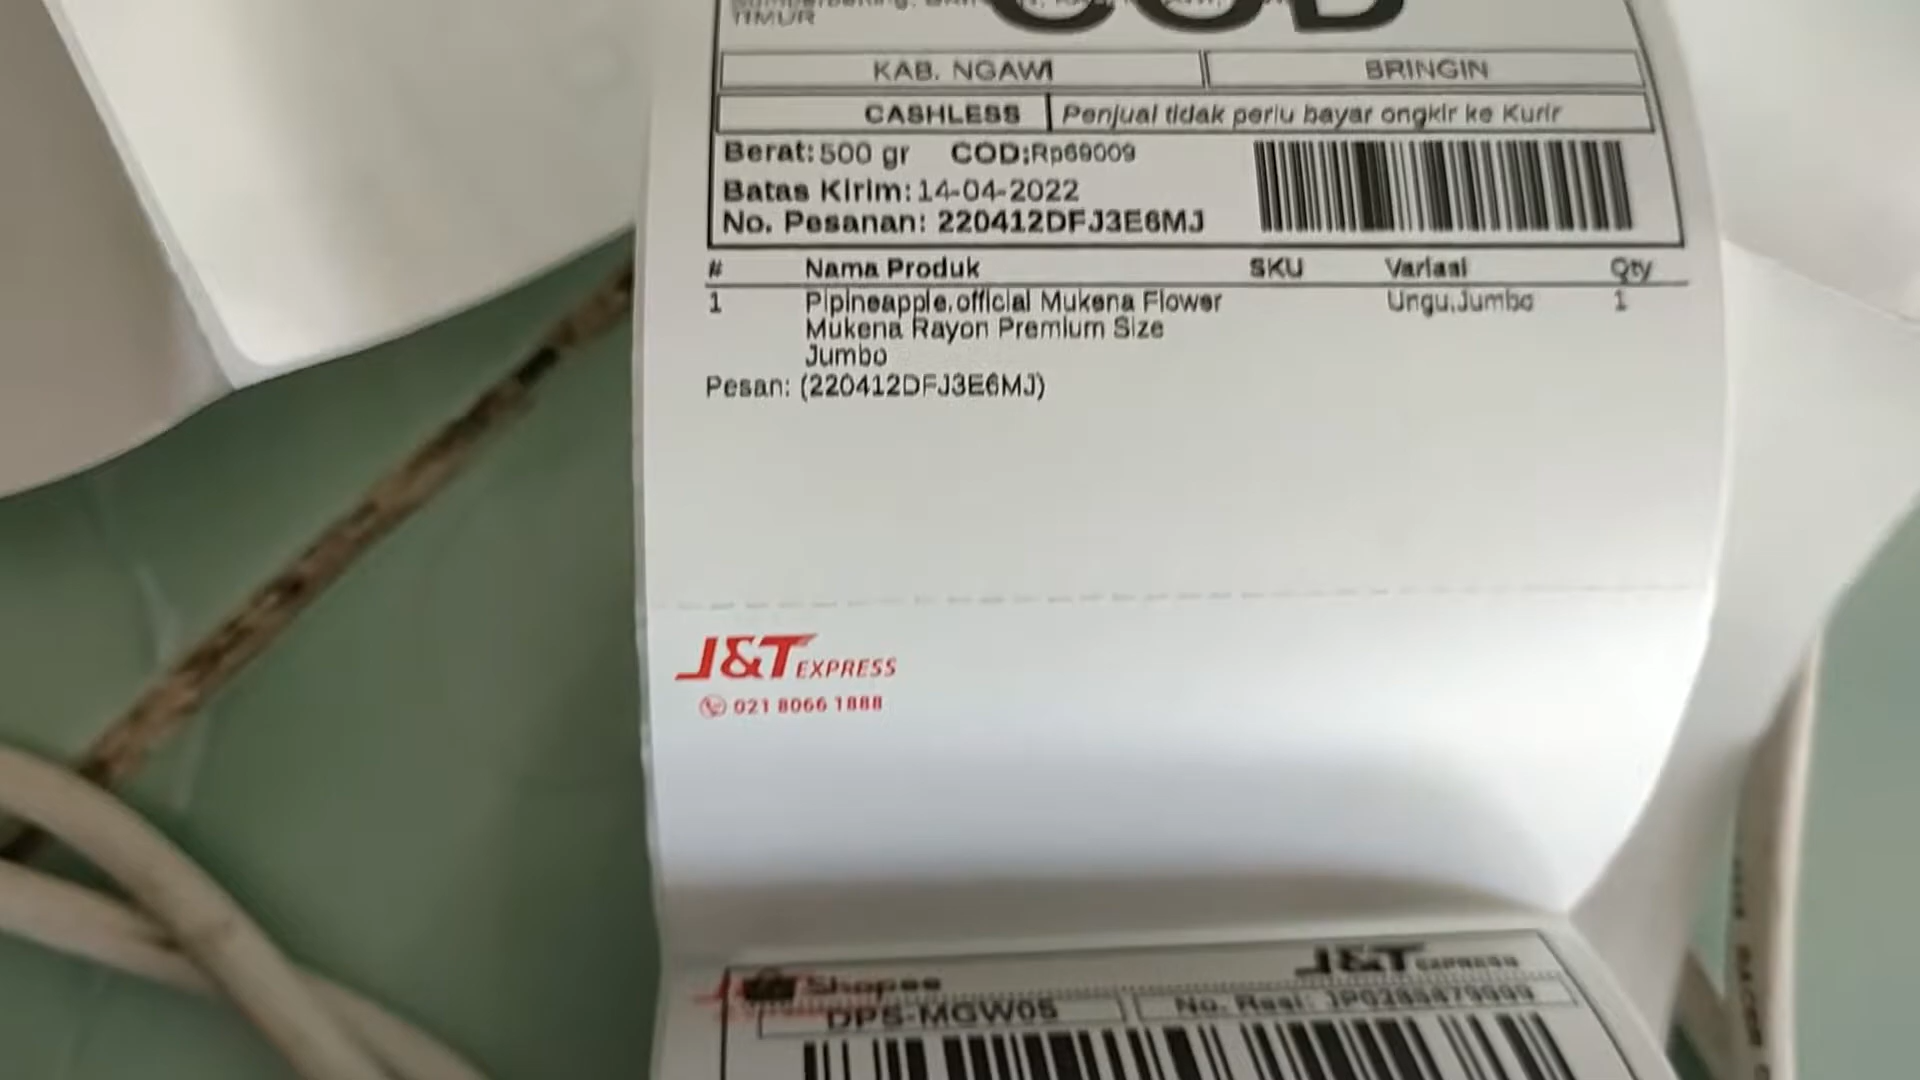 TIMUR
COD
KAB. NGAWI BRINGIN
CASHLESS Penjual tidak perlu bayar ongkir ke Kurir
Berat: 500 gr COD:Rp69009
Batas Kirim: 14-04-2022
No. Pesanan: 220412DFJ3E6MJ
# Nama Produk SKU Variasi Qty
1 Pipineapple.official Mukena Flower Ungu,Jumbo 1
Mukena Rayon Premium Size
Jumbo
Pesan: (220412DFJ3E6MJ)
J&T EXPRESS
021 8066 1888
Shopee J&T EXPRESS
DPS-MGW05 No. Resi: